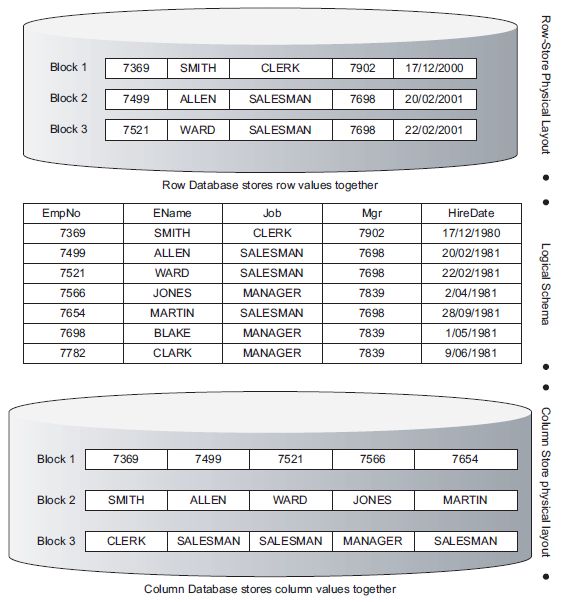 Block 1 7369 SMITH CLERK 7902 17/12/2000
Block 2 7499 ALLEN SALESMAN 7698 20/02/2001
Block 3 7521 WARD SALESMAN 7698 22/02/2001
Row Database stores row values together
Row-Store Physical Layout
EmpNo EName Job Mgr HireDate
7369 SMITH CLERK 7902 17/12/1980
7499 ALLEN SALESMAN 7698 20/02/1981
7521 WARD SALESMAN 7698 22/02/1981
7566 JONES MANAGER 7839 2/04/1981
7654 MARTIN SALESMAN 7698 28/09/1981
7698 BLAKE MANAGER 7839 1/05/1981
7782 CLARK MANAGER 7839 9/06/1981
Logical Schema
Block 1 7369 7499 7521 7566 7654
Block 2 SMITH ALLEN WARD JONES MARTIN
Block 3 CLERK SALESMAN SALESMAN MANAGER SALESMAN
Column Database stores column values together
Column Store physical layout